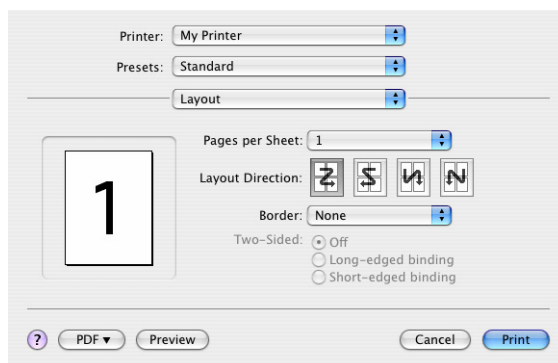 Printer: My Printer
Presets: Standard
Layout
Pages per Sheet: 1
1
Layout Direction:
Border: None
Two-Sided: Off
Long-edged binding
Short-edged binding
? PDF▼ Preview Cancel Print